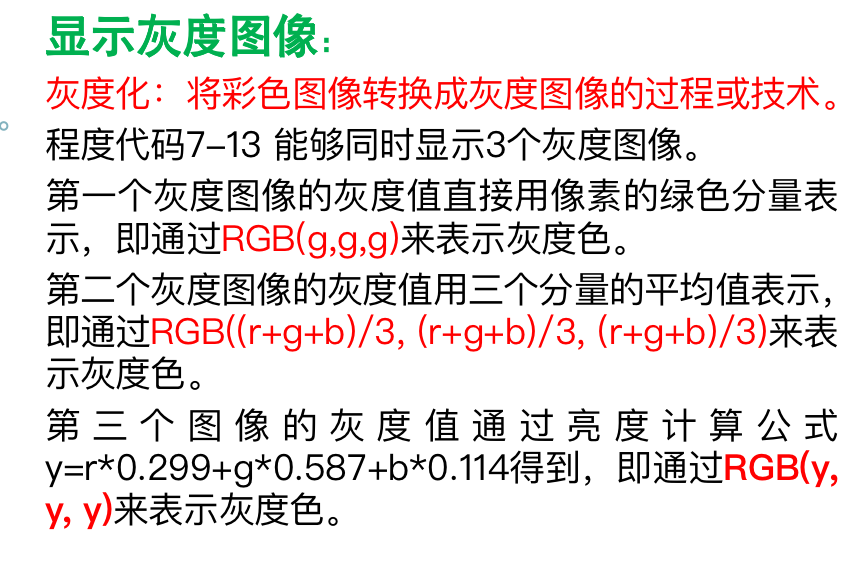 显示灰度图像：
灰度化：将彩色图像转换成灰度图像的过程或技术。
程度代码7-13 能够同时显示3个灰度图像。
第一个灰度图像的灰度值直接用像素的绿色分量表
示，即通过RGB(g,g,g)来表示灰度色。
第二个灰度图像的灰度值用三个分量的平均值表示，
即通过RGB((r+g+b)/3, (r+g+b)/3, (r+g+b)/3)来表
示灰度色。
第三个图像的灰度值通过亮度计算公式
y=r*0.299+g*0.587+b*0.114得到，即通过RGB(y,
y, y)来表示灰度色。